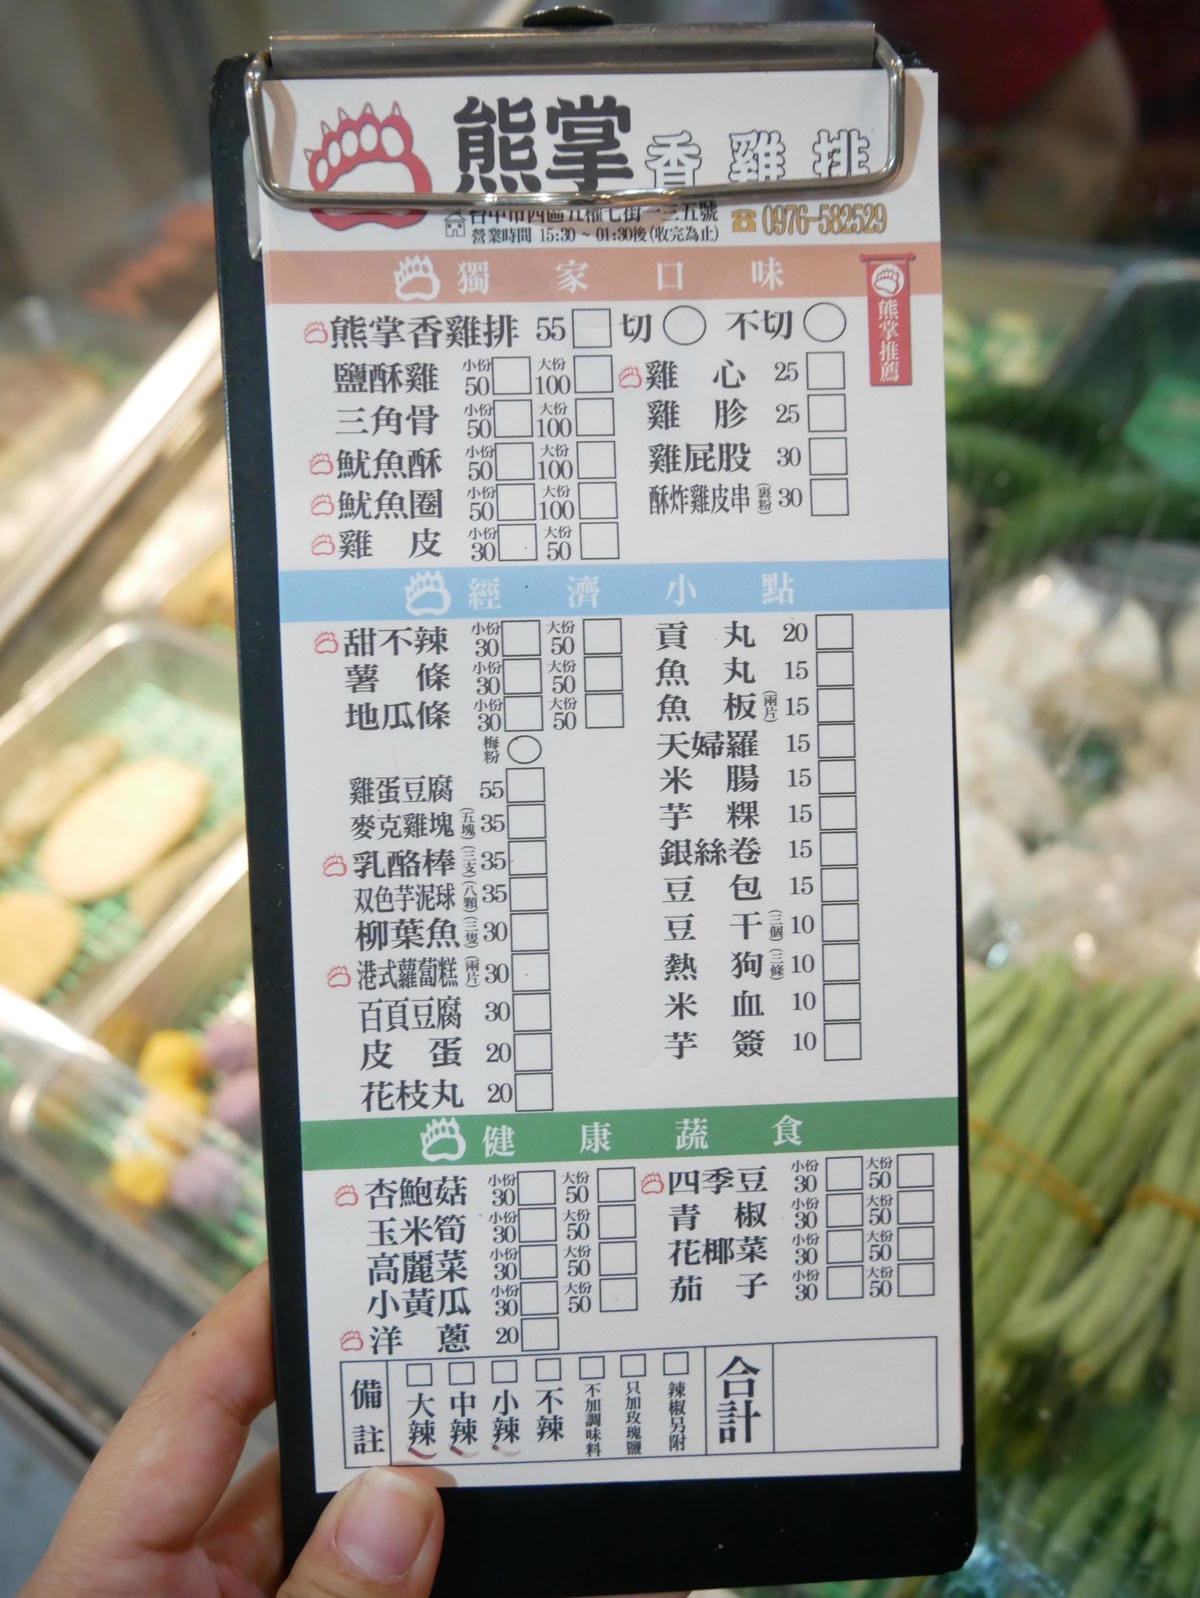 熊掌香雞排
台中市西區五權七街一三五號
☎ 0976-582529
營業時間 15:30 ~ 01:30後(收完為止)
獨家口味
熊掌推薦
熊掌香雞排 55 切 不切
鹽酥雞 小份 50 大份 100
三角骨 小份 50 大份 100
魷魚酥 小份 50 大份 100
魷魚圈 小份 50 大份 100
雞皮 小份 30 大份 50
雞心 25
雞胗 25
雞屁股 30
酥炸雞皮串(裹粉) 30
經濟小點
甜不辣 小份 30 大份 50
薯條 小份 30 大份 50
地瓜條 小份 30 大份 50
梅粉
雞蛋豆腐 55
麥克雞塊(五塊) 35
乳酪棒(三支) 35
双色芋泥球(八顆) 35
柳葉魚(三隻) 30
港式蘿蔔糕(兩片) 30
百頁豆腐 30
皮蛋 20
花枝丸 20
貢丸 20
魚丸 15
魚板(兩片) 15
天婦羅 15
米腸 15
芋粿 15
銀絲卷 15
豆包 15
豆干(三個) 10
熱狗(三條) 10
米血 10
芋簽 10
健康蔬食
杏鮑菇 小份 30 大份 50
玉米筍 小份 30 大份 50
高麗菜 小份 30 大份 50
小黃瓜 小份 30 大份 50
洋蔥 20
四季豆 小份 30 大份 50
青椒 小份 30 大份 50
花椰菜 小份 30 大份 50
茄子 小份 30 大份 50
備註
大辣
中辣
小辣
不辣
不加調味料
只加玫瑰鹽
辣椒另附
合計